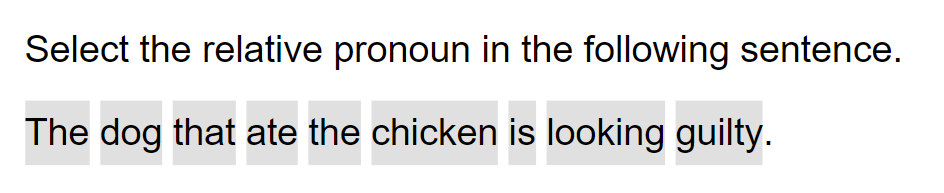 Select the relative pronoun in the following sentence.
The dog that ate the chicken is looking guilty.